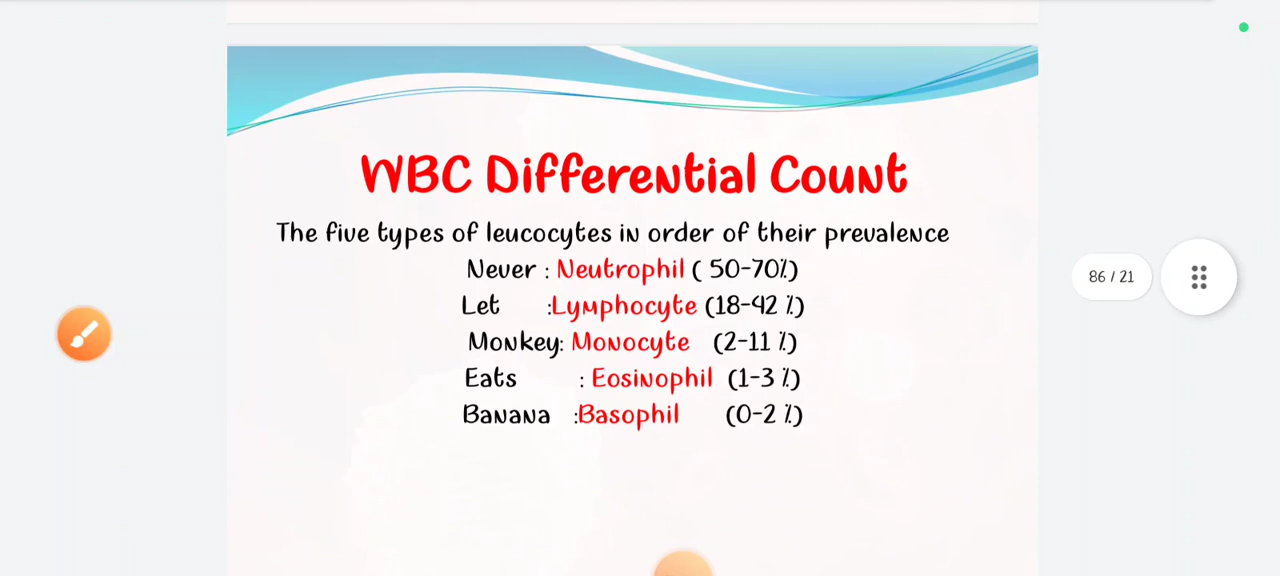 WBC Differential Count
The five types of leucocytes in order of their prevalence
Never : Neutrophil ( 50-70%)
Let :Lymphocyte (18-42 %)
Monkey: Monocyte (2-11 %)
Eats : Eosinophil (1-3 %)
Banana :Basophil (0-2 %)
86 / 21